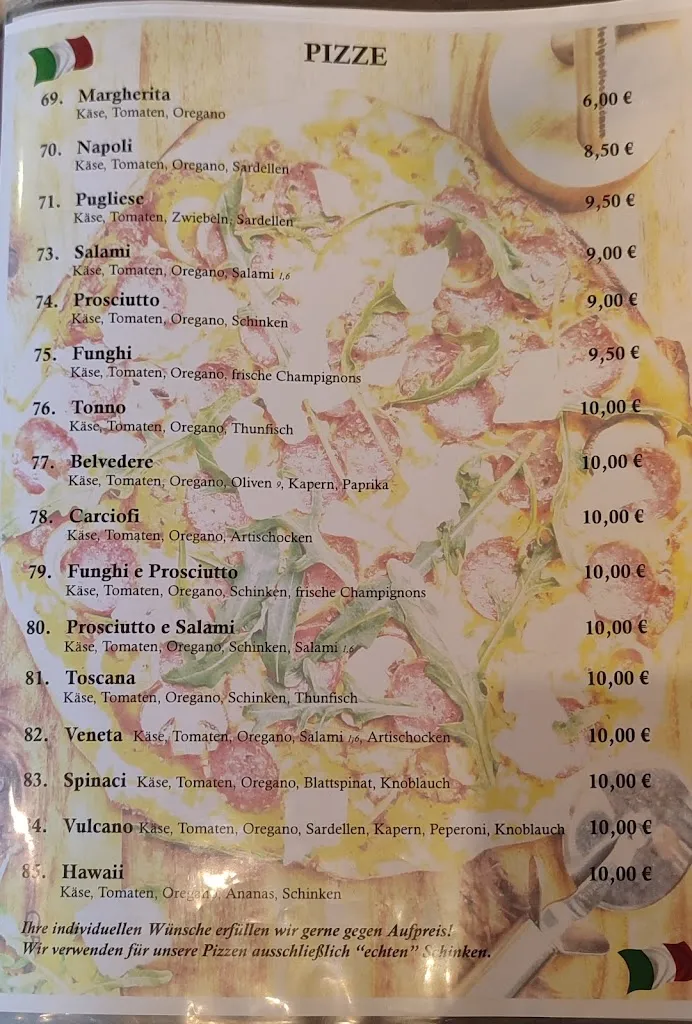 PIZZE
69. Margherita 6,00 €
Käse, Tomaten, Oregano
70. Napoli 8,50 €
Käse, Tomaten, Oregano, Sardellen
71. Pugliese 9,50 €
Käse, Tomaten, Zwiebeln, Sardellen
73. Salami 9,00 €
Käse, Tomaten, Oregano, Salami 1,6
74. Prosciutto 9,00 €
Käse, Tomaten, Oregano, Schinken
75. Funghi 9,50 €
Käse, Tomaten, Oregano, frische Champignons
76. Tonno 10,00 €
Käse, Tomaten, Oregano, Thunfisch
77. Belvedere 10,00 €
Käse, Tomaten, Oregano, Oliven 9, Kapern, Paprika
78. Carciofi 10,00 €
Käse, Tomaten, Oregano, Artischocken
79. Funghi e Prosciutto 10,00 €
Käse, Tomaten, Oregano, Schinken, frische Champignons
80. Prosciutto e Salami 10,00 €
Käse, Tomaten, Oregano, Schinken, Salami 1,6
81. Toscana 10,00 €
Käse, Tomaten, Oregano, Schinken, Thunfisch
82. Veneta Käse, Tomaten, Oregano, Salami 1,6, Artischocken 10,00 €
83. Spinaci Käse, Tomaten, Oregano, Blattspinat, Knoblauch 10,00 €
84. Vulcano Käse, Tomaten, Oregano, Sardellen, Kapern, Peperoni, Knoblauch 10,00 €
85. Hawaii 10,00 €
Käse, Tomaten, Oregano, Ananas, Schinken
Ihre individuellen Wünsche erfüllen wir gerne gegen Aufpreis!
Wir verwenden für unsere Pizzen ausschließlich "echten" Schinken.